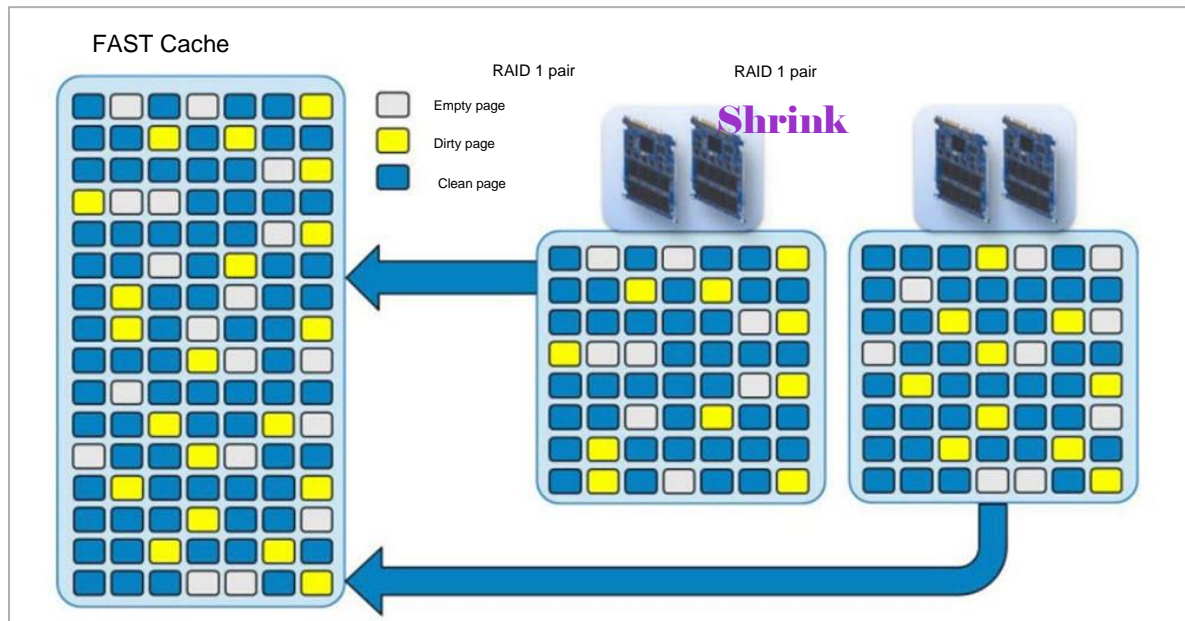 FAST Cache
RAID 1 pair
RAID 1 pair
Shrink
Empty page
Dirty page
Clean page